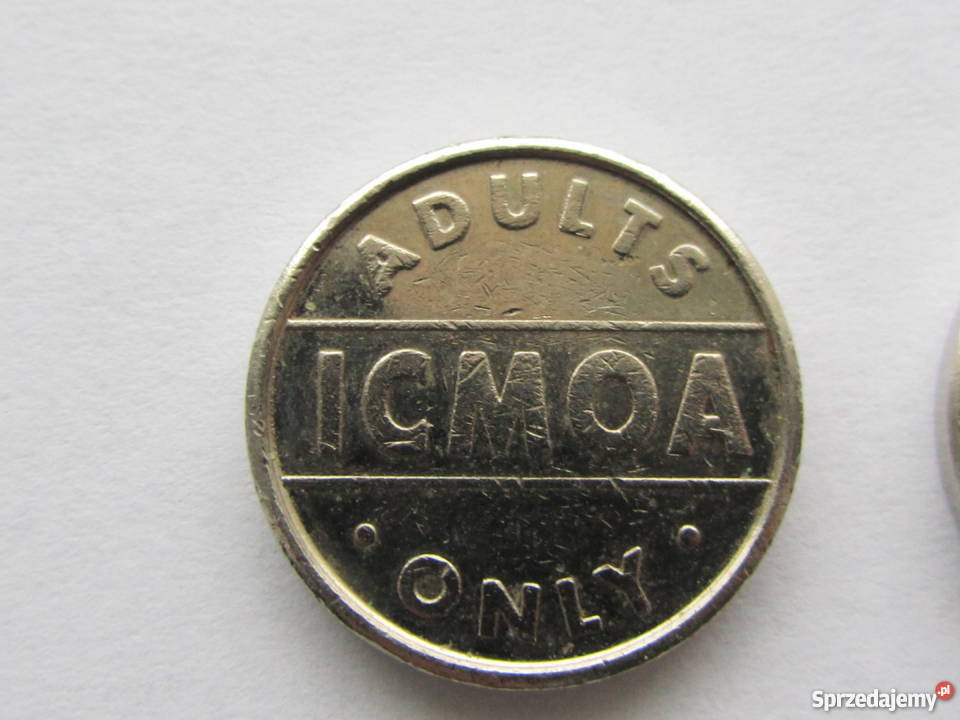 ADULTS
ICMOA
• ONLY •
Sprzedajemy.pl